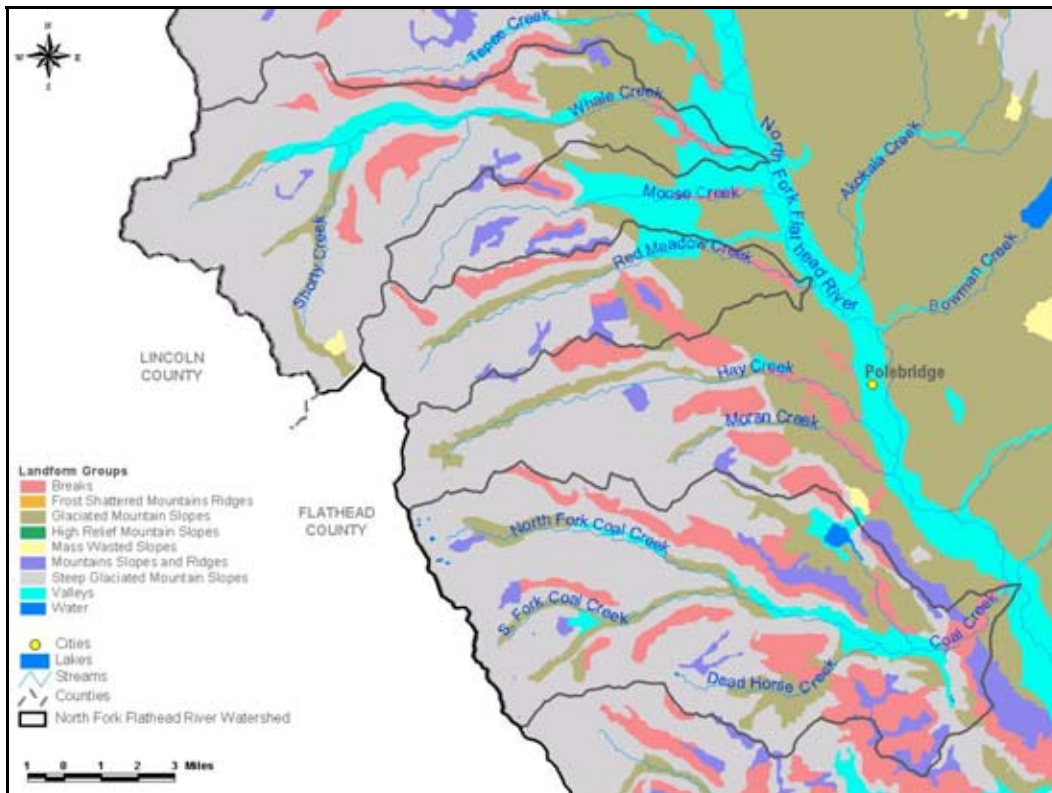 N
W
E
S
Tepee Creek
Whale Creek
North Fork Flathead River
Akokala Creek
Moose Creek
Red Meadow Creek
Bowman Creek
Shorty Creek
LINCOLN
COUNTY
Polebridge
Hay Creek
Moran Creek
Landform Groups
Breaks
Frost Shattered Mountains Ridges
Glaciated Mountain Slopes
High Relief Mountain Slopes
Mass Wasted Slopes
Mountains Slopes and Ridges
Steep Glaciated Mountain Slopes
Valleys
Water
Cities
Lakes
Streams
Counties
North Fork Flathead River Watershed
1 0 1 2 3 Miles
FLATHEAD
COUNTY
North Fork Coal Creek
S. Fork Coal Creek
Coal Creek
Dead Horse Creek